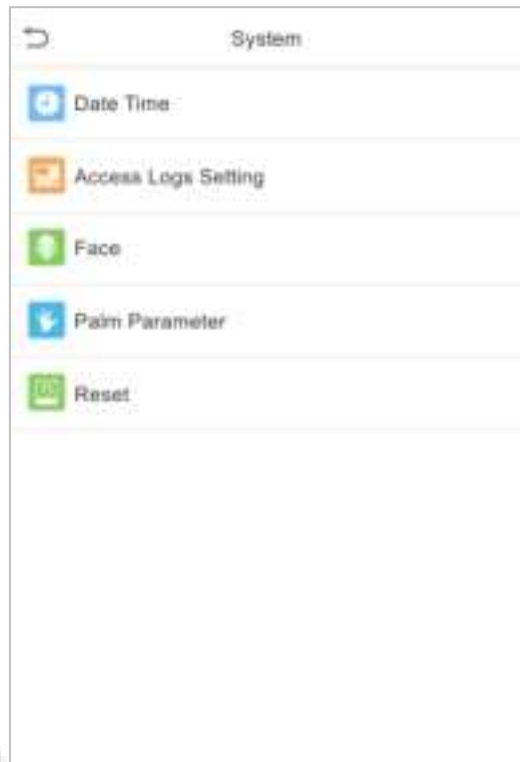 System
Date Time
Access Logs Setting
Face
Palm Parameter
Reset